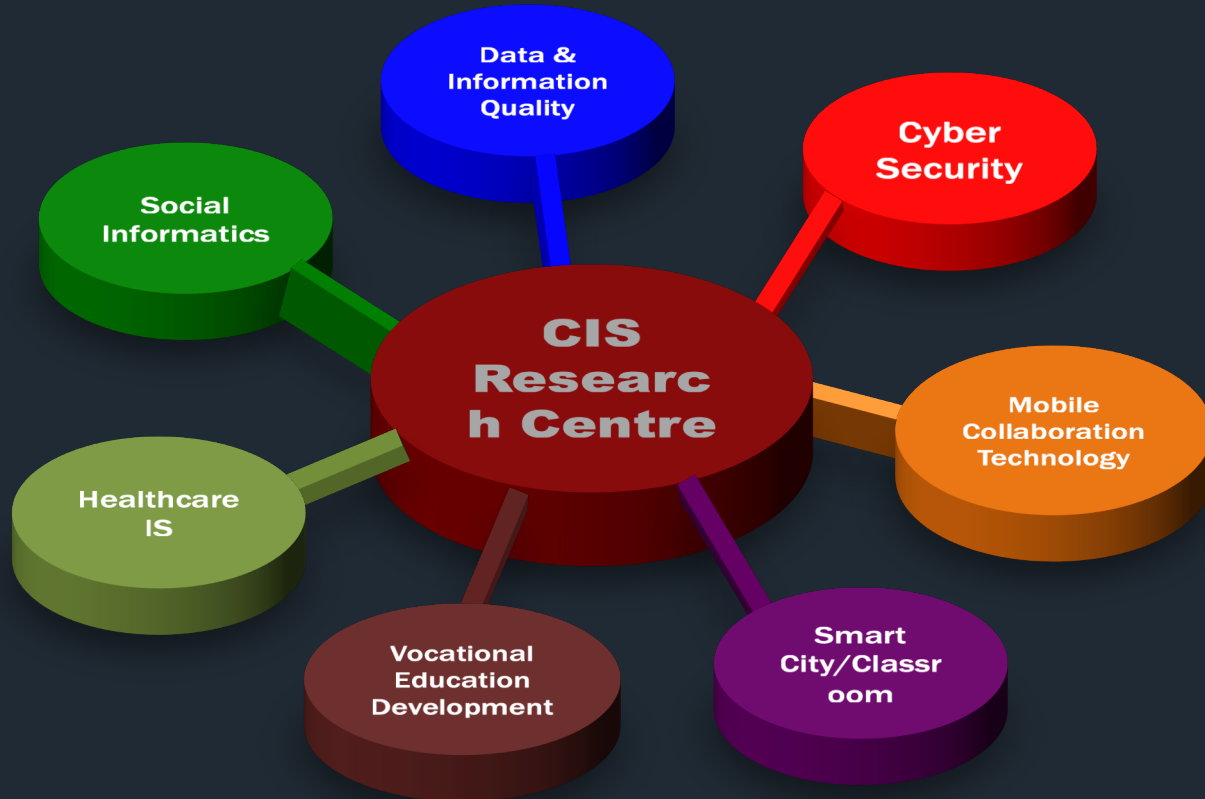 Data &
Information
Quality
Cyber
Security
Social
Informatics
CIS
Researc
h Centre
Mobile
Collaboration
Technology
Healthcare
IS
Vocational
Education
Development
Smart
City/Classr
oom